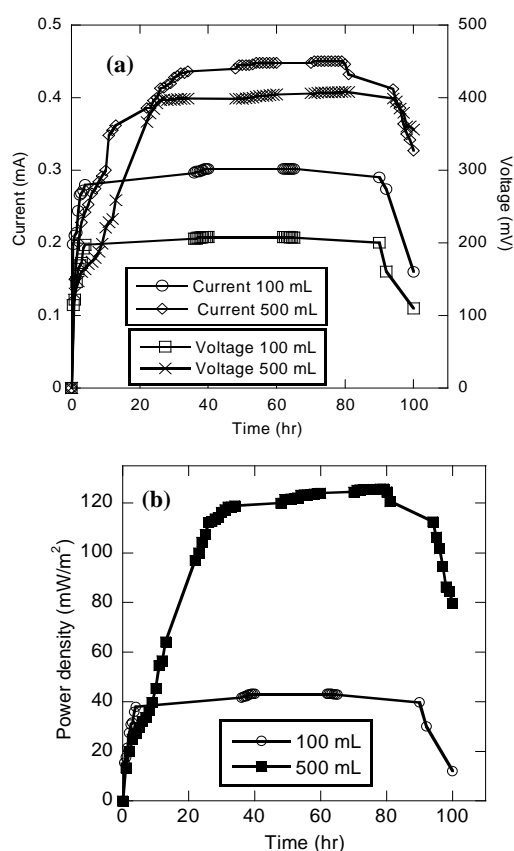 (a)
0.5
0.4
0.3
0.2
0.1
0
Current (mA)
500
400
300
200
100
0
Voltage (mV)
Current 100 mL
Current 500 mL
Voltage 100 mL
Voltage 500 mL
0 20 40 60 80 100
Time (hr)
(b)
120
100
80
60
40
20
0
Power density (mW/m²)
100 mL
500 mL
0 20 40 60 80 100
Time (hr)